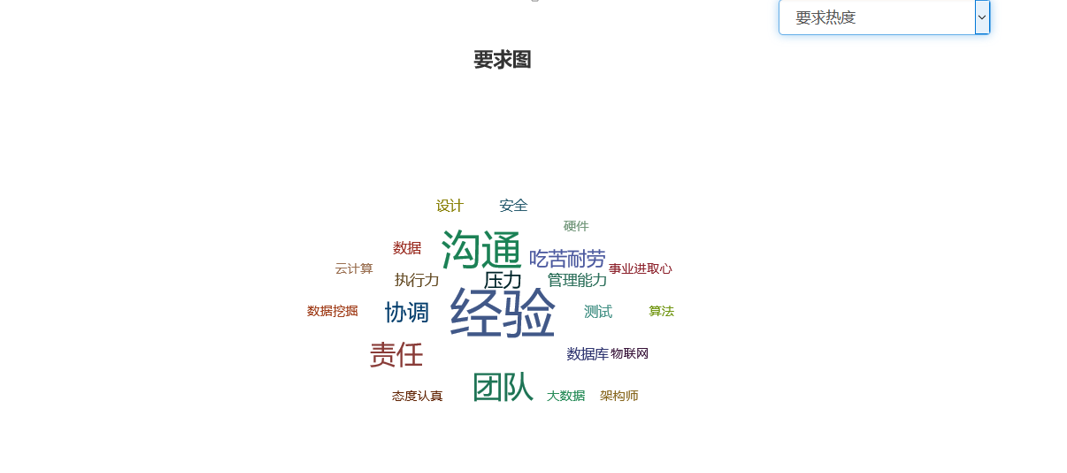 要求热度
要求图
设计
安全
硬件
沟通
数据
吃苦耐劳
云计算
事业进取心
执行力
压力
管理能力
数据挖掘
协调
经验
测试
算法
责任
数据库
物联网
团队
态度认真
大数据
架构师